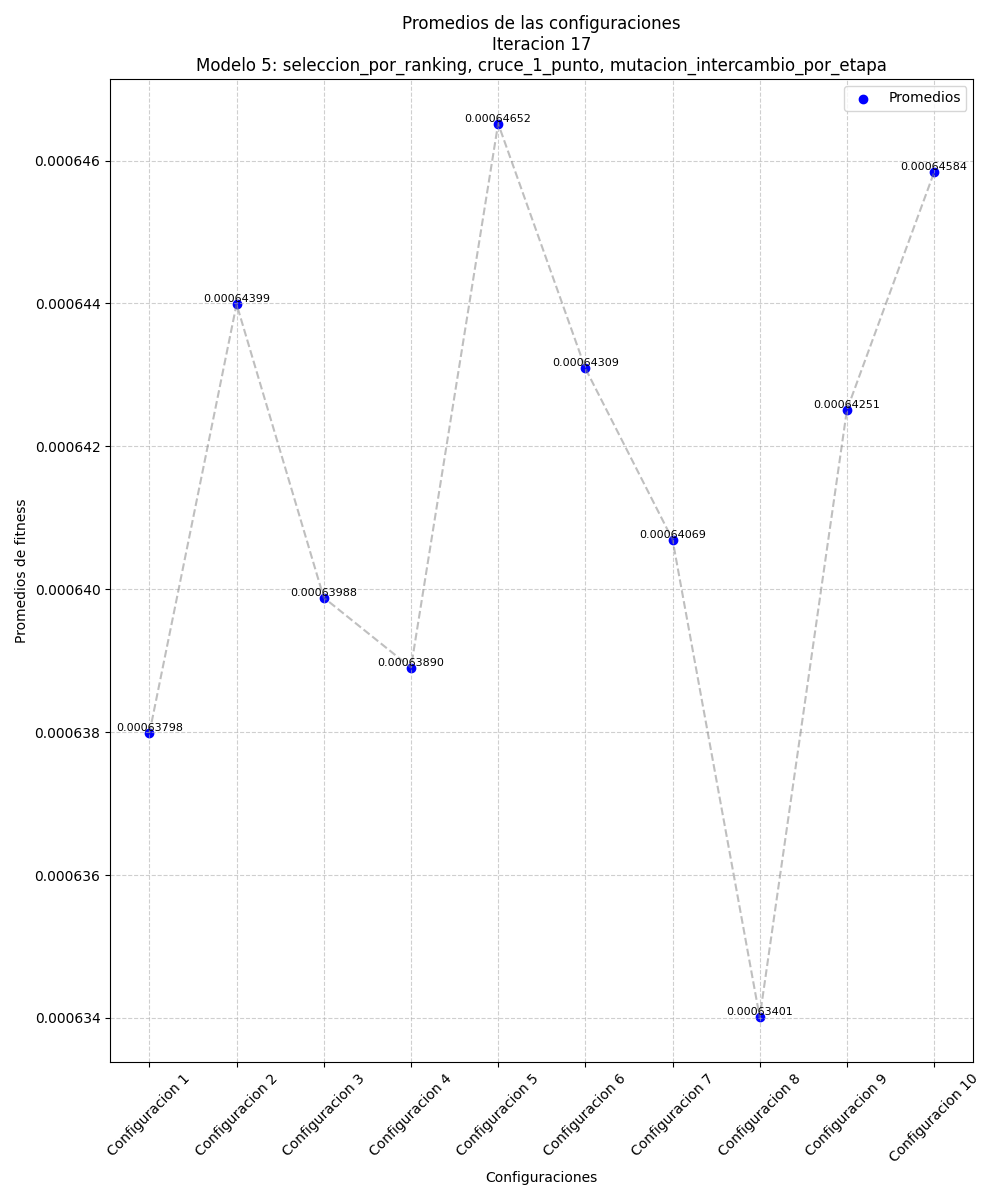 Promedios de las configuraciones
Iteracion 17
Modelo 5: seleccion_por_ranking, cruce_1_punto, mutacion_intercambio_por_etapa
Promedios
0.00064652
0.00064584
0.00064399
0.00064309
0.00064251
0.00064069
0.00063988
0.00063890
0.00063798
0.00063401
0.000646
0.000644
0.000642
0.000640
0.000638
0.000636
0.000634
Promedios de fitness
Configuracion 1
Configuracion 2
Configuracion 3
Configuracion 4
Configuracion 5
Configuracion 6
Configuracion 7
Configuracion 8
Configuracion 9
Configuracion 10
Configuraciones